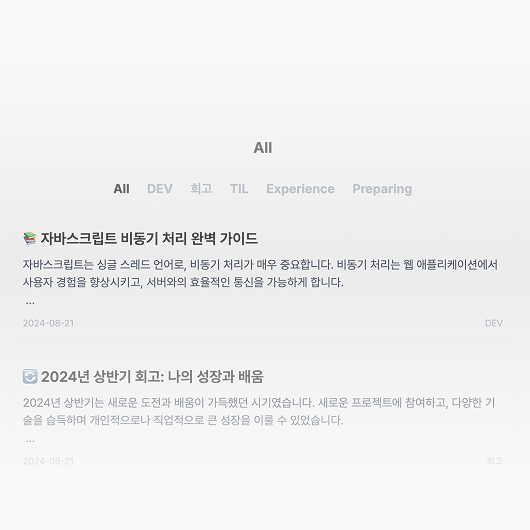 All
All DEV 회고 TIL Experience Preparing
📚 자바스크립트 비동기 처리 완벽 가이드
자바스크립트는 싱글 스레드 언어로, 비동기 처리가 매우 중요합니다. 비동기 처리는 웹 애플리케이션에서
사용자 경험을 향상시키고, 서버와의 효율적인 통신을 가능하게 합니다.
...
2024-08-21 DEV
🔄 2024년 상반기 회고: 나의 성장과 배움
2024년 상반기는 새로운 도전과 배움이 가득했던 시기였습니다. 새로운 프로젝트에 참여하고, 다양한 기
술을 습득하며 개인적으로나 직업적으로 큰 성장을 이룰 수 있었습니다.
...
2024-08-21 회고